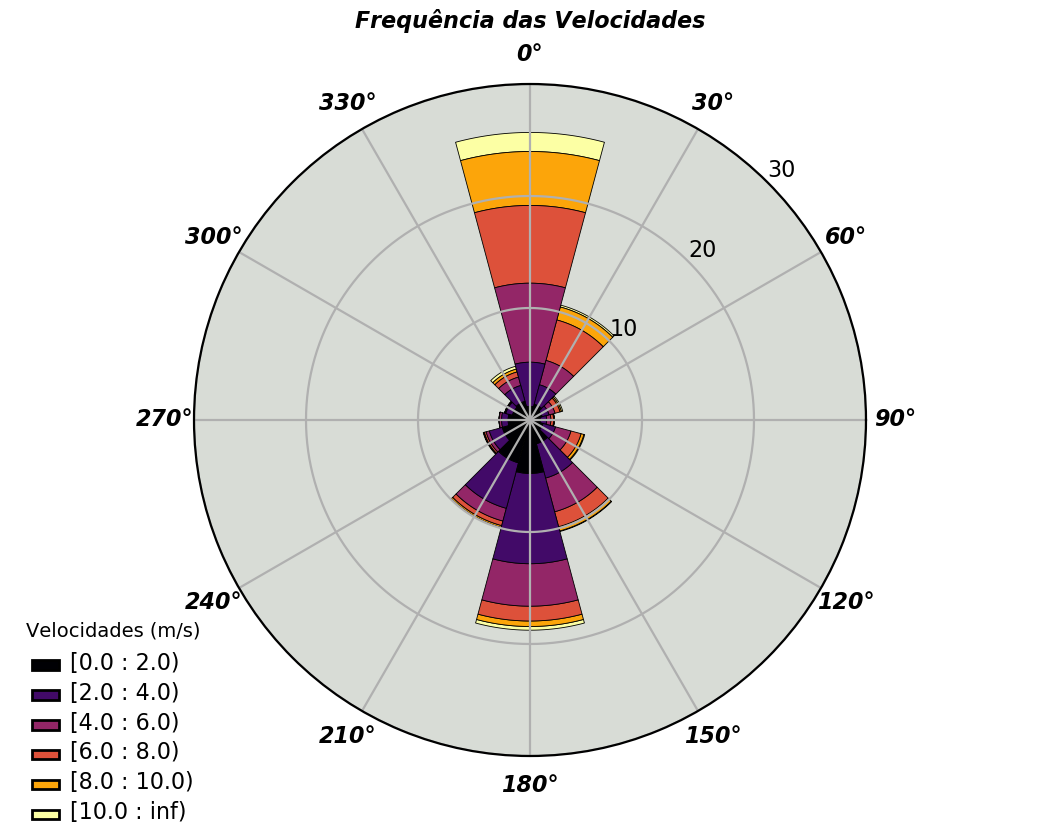 Frequência das Velocidades
0°
330°
30°
30
300°
60°
20
10
270°
90°
240°
120°
210°
150°
180°
Velocidades (m/s)
[0.0 : 2.0)
[2.0 : 4.0)
[4.0 : 6.0)
[6.0 : 8.0)
[8.0 : 10.0)
[10.0 : inf)